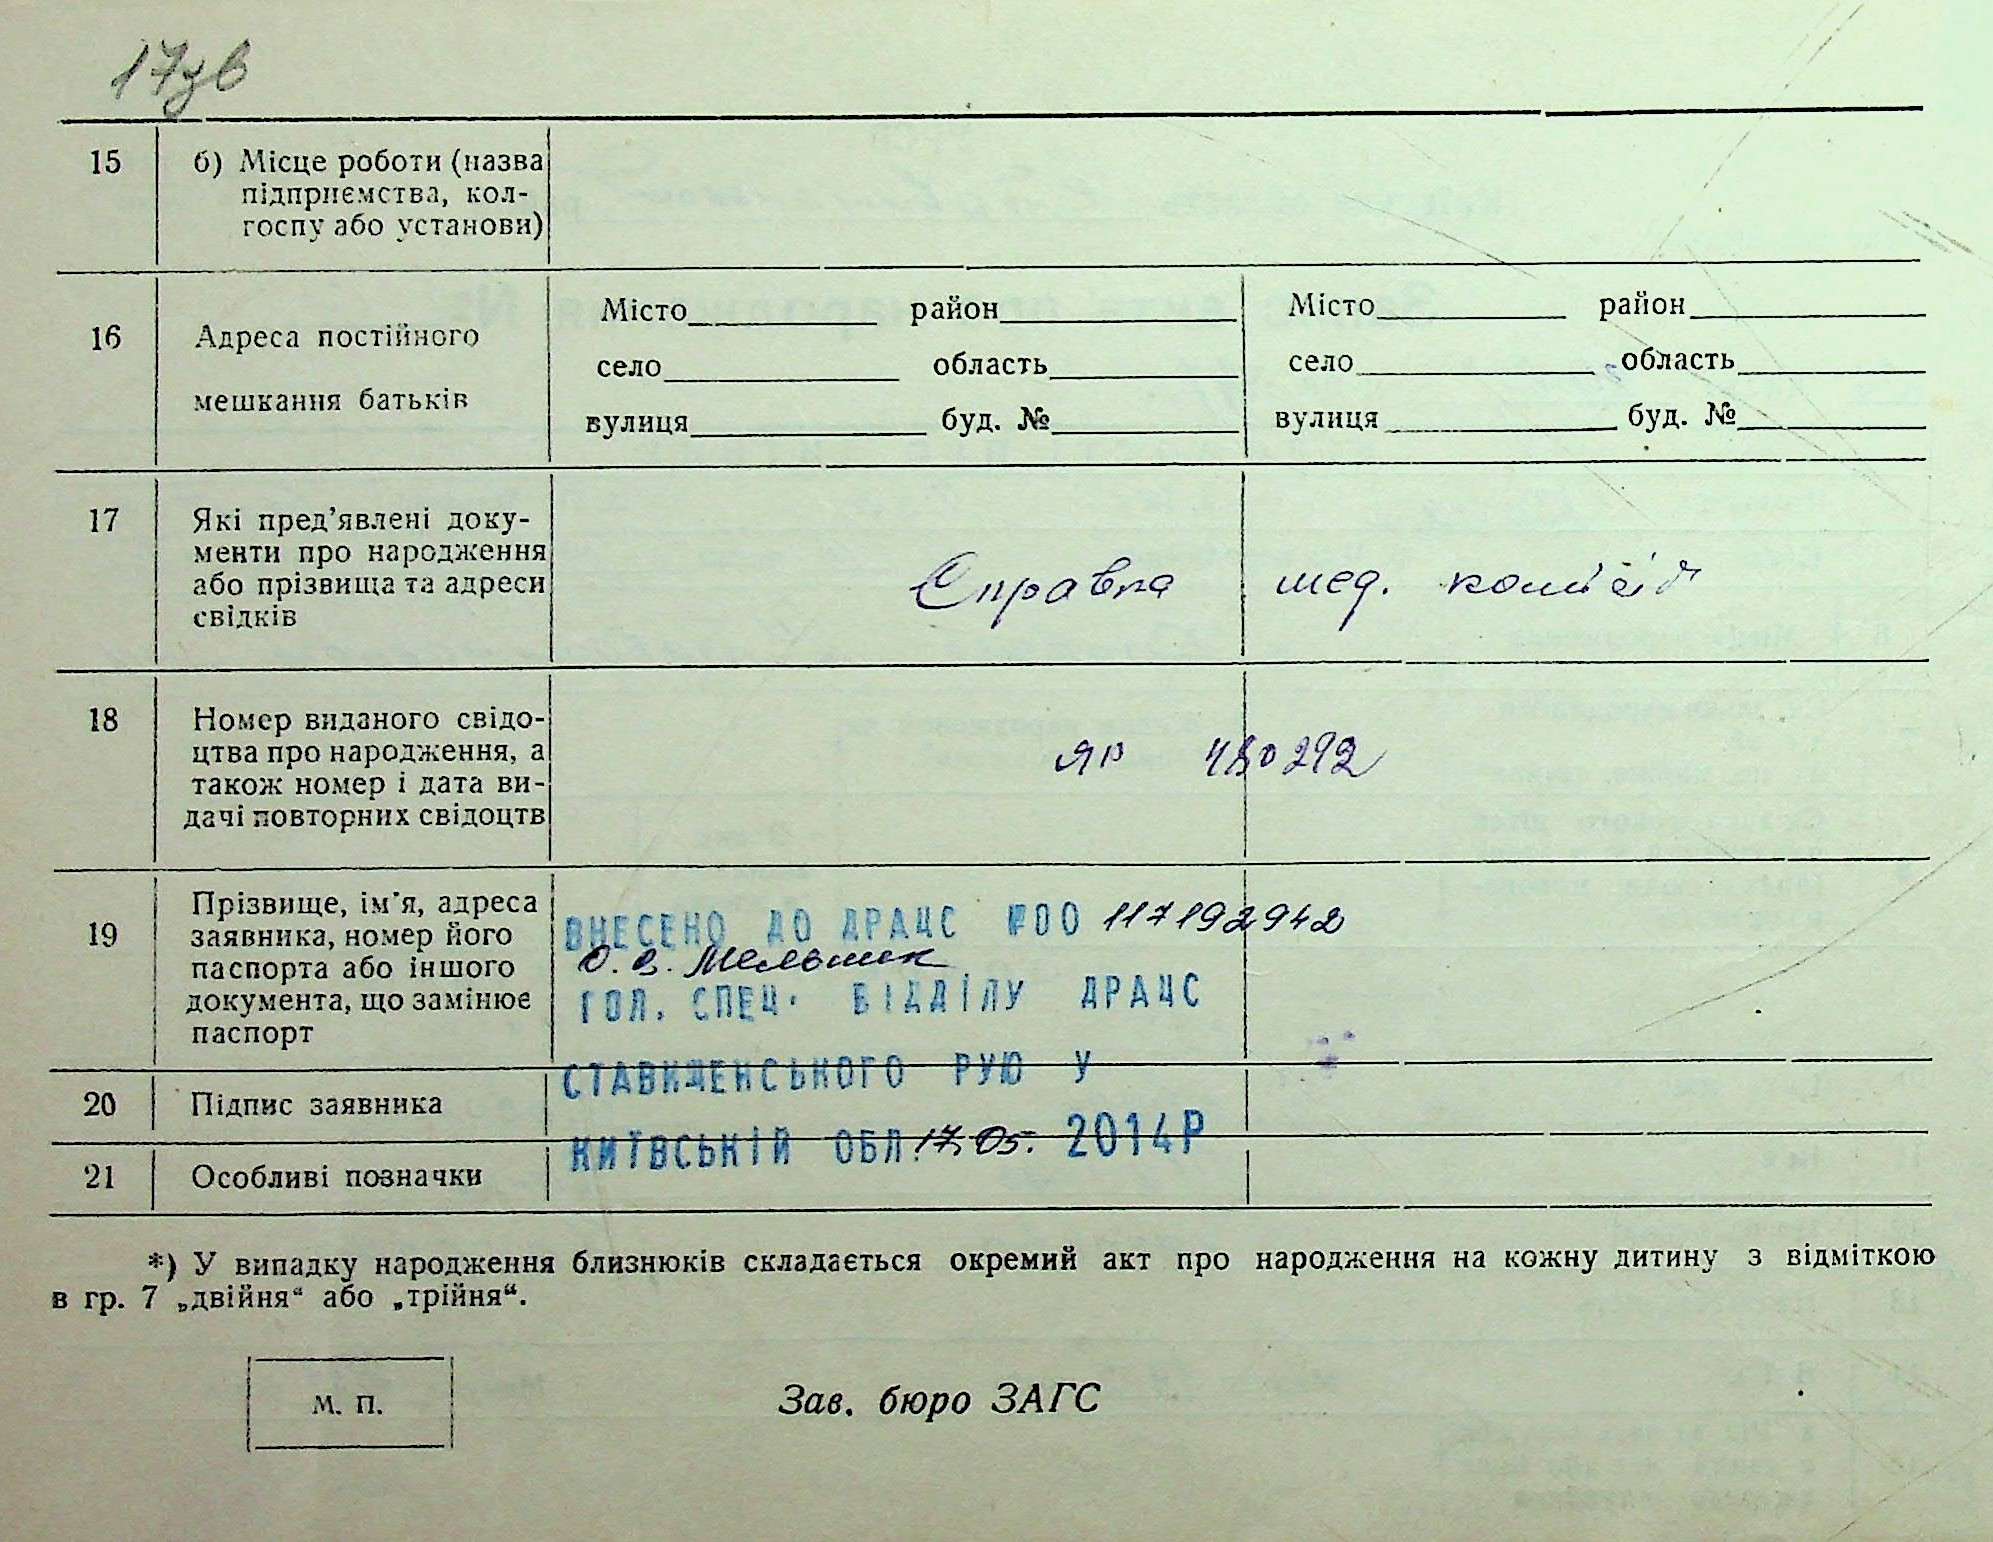 17зв
15 б) Місце роботи (назва
підприємства, кол-
госпу або установи)
Місто район Місто район
16 Адреса постійного
село область село область
мешкання батьків
вулиця буд. № вулиця буд. №
17 Які пред'явлені доку-
менти про народження
або прізвища та адреси
свідків
Справка мед. комісії
18 Номер виданого свідо-
цтва про народження, а
також номер і дата ви-
дачі повторних свідоцтв
ЯР 480292
19 Прізвище, ім'я, адреса
заявника, номер його
паспорта або іншого
документа, що замінює
паспорт
ВНЕСЕНО ДО ДРАЦС №00 117192942
О. В. Мельник
ГОЛ. СПЕЦ. ВІДДІЛУ ДРАЦС
СТАВИЩЕНСЬКОГО РУЮ У
20 Підпис заявника
КИЇВСЬКІЙ ОБЛ. 17.05. 2014Р
21 Особливі позначки
*) У випадку народження близнюків складається окремий акт про народження на кожну дитину з відміткою
в гр. 7 „двійня“ або „трійня“.
М. П.
Зав. бюро ЗАГС